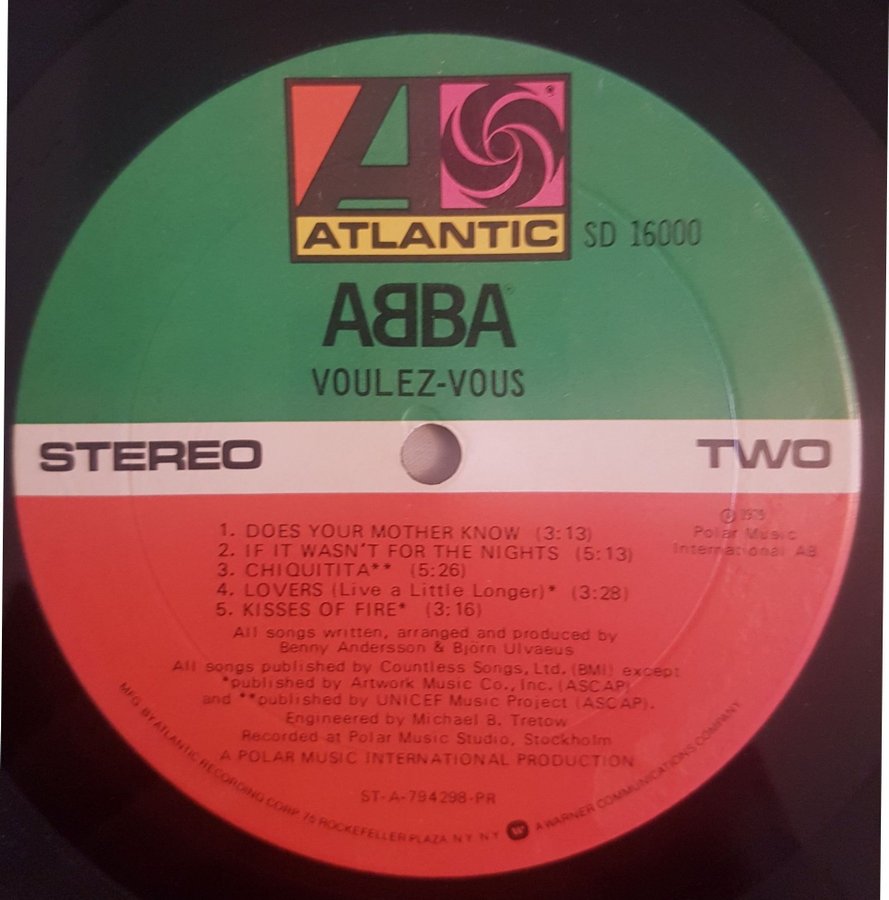 ATLANTIC
SD 16000
ABBA®
VOULEZ-VOUS
STEREO
TWO
℗ 1979
Polar Music
International AB
1. DOES YOUR MOTHER KNOW (3:13)
2. IF IT WASN'T FOR THE NIGHTS (5:13)
3. CHIQUITITA** (5:26)
4. LOVERS (Live a Little Longer)* (3:28)
5. KISSES OF FIRE* (3:16)
All songs written, arranged and produced by
Benny Andersson & Björn Ulvaeus
All songs published by Countless Songs, Ltd. (BMI) except
*published by Artwork Music Co., Inc. (ASCAP)
and **published by UNICEF Music Project (ASCAP).
Engineered by Michael B. Tretow
Recorded at Polar Music Studio, Stockholm
A POLAR MUSIC INTERNATIONAL PRODUCTION
ST-A-794298-PR
MFG. BY ATLANTIC RECORDING CORP. 75 ROCKEFELLER PLAZA, N.Y. N.Y. A WARNER COMMUNICATIONS COMPANY